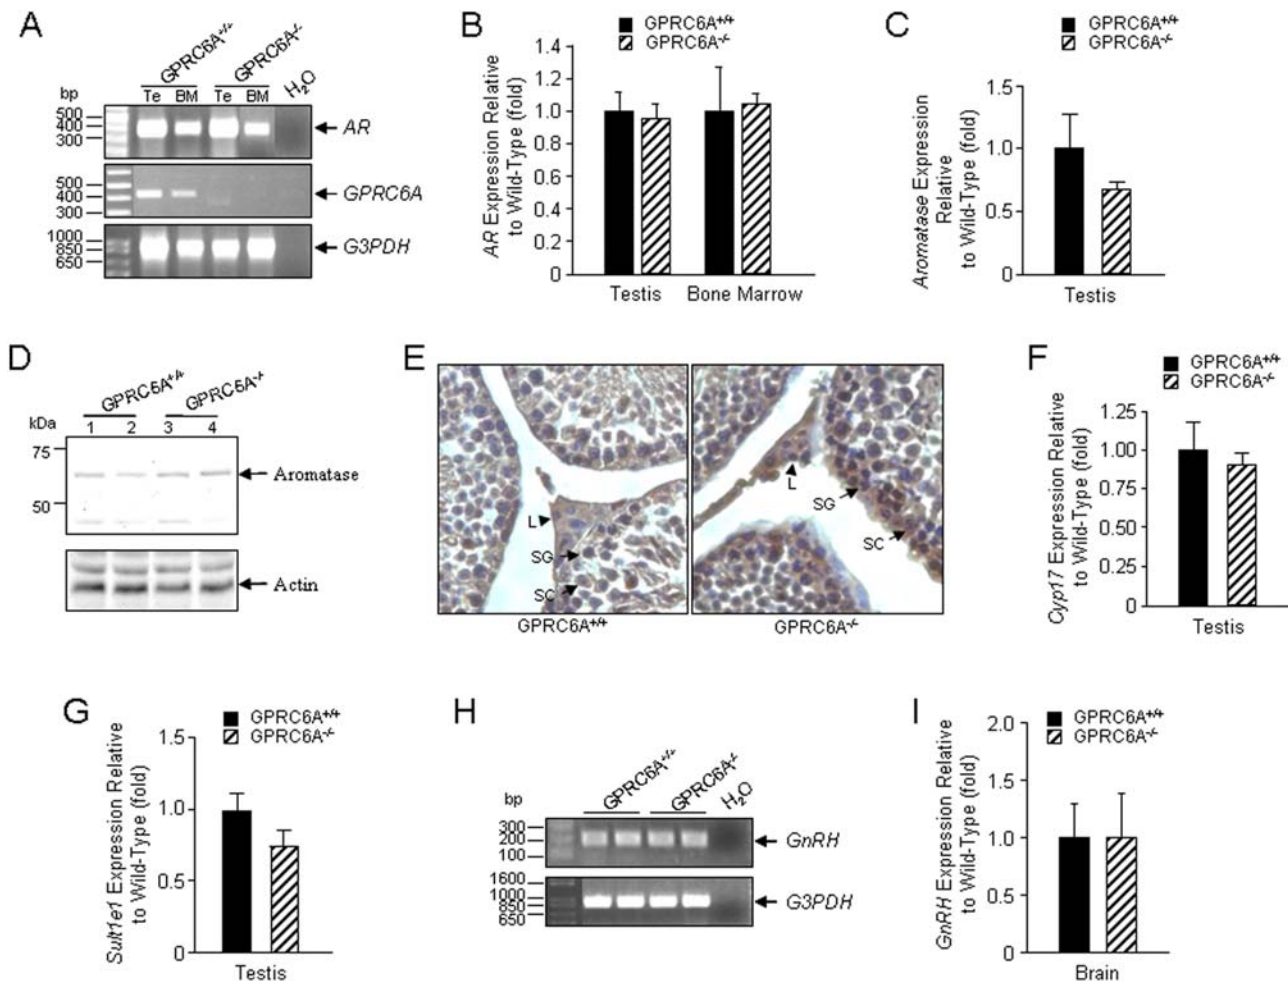 A
GPRC6A+/+ GPRC6A-/-
H2O
bp Te BM Te BM
500
400
300
AR
500
400
300
GPRC6A
1000
850
650
G3PDH
B
GPRC6A+/+
GPRC6A-/-
AR Expression Relative
to Wild-Type (fold)
1.4
1.2
1.0
0.8
0.6
0.4
0.2
0
Testis Bone Marrow
C
GPRC6A+/+
GPRC6A-/-
Aromatase Expression
Relative
to Wild-Type (fold)
1.5
1.0
0.5
0
Testis
D
GPRC6A+/+ GPRC6A-/-
kDa 1 2 3 4
75
50
Aromatase
Actin
E
L
SG
SC
GPRC6A+/+
L
SG
SC
GPRC6A-/-
F
GPRC6A+/+
GPRC6A-/-
Cyp17 Expression Relative
to Wild-Type (fold)
1.25
1.00
0.75
0.50
0.25
0
Testis
G
GPRC6A+/+
GPRC6A-/-
Sult1e1 Expression Relative
to Wild-Type (fold)
1.5
1.0
0.5
0
Testis
H
GPRC6A+/+ GPRC6A-/-
H2O
bp
300
200
100
GnRH
1600
1000
850
650
G3PDH
I
GPRC6A+/+
GPRC6A-/-
GnRH Expression Relative
to Wild-Type (fold)
2.0
1.5
1.0
0.5
0
Brain